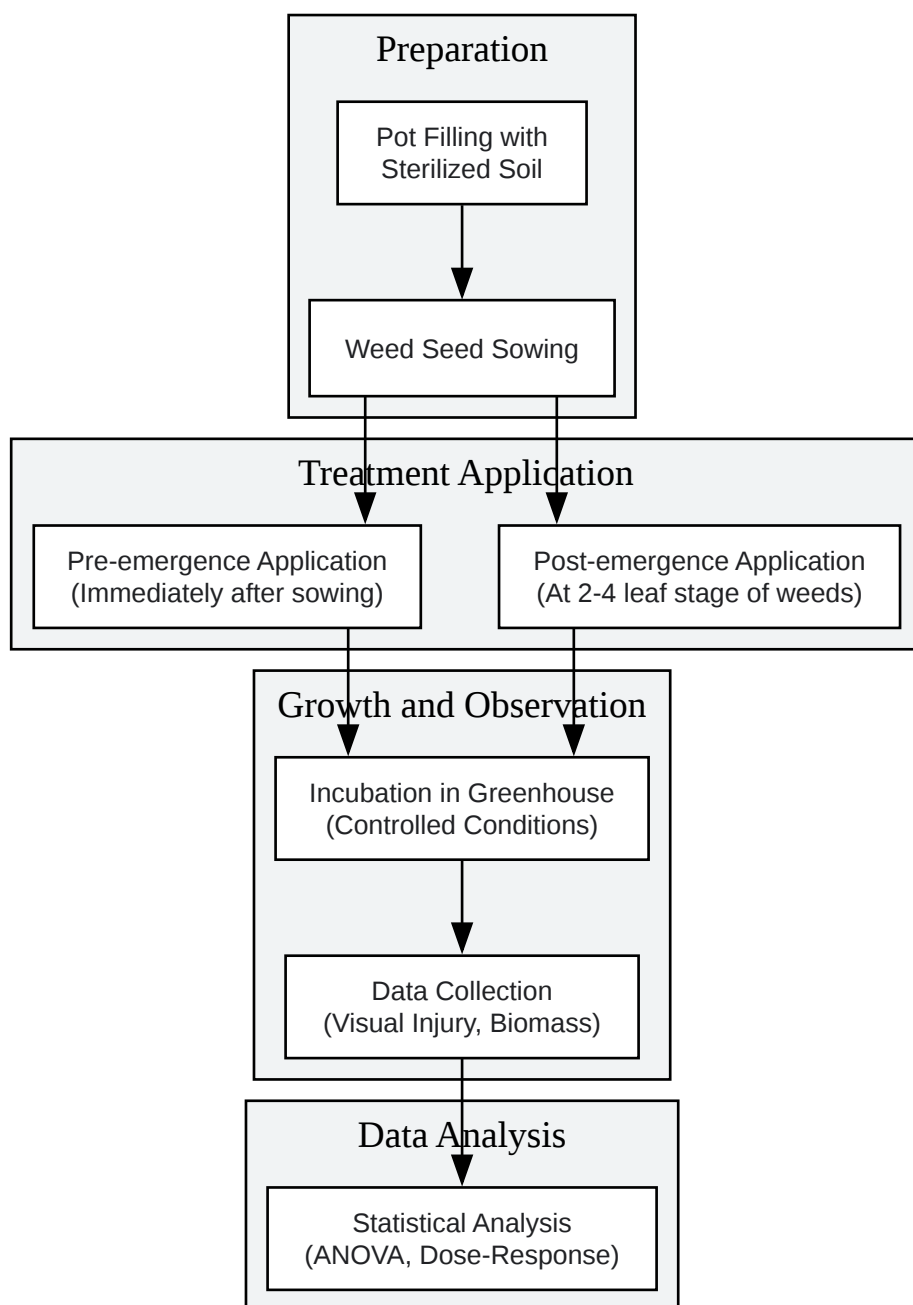 Preparation
Pot Filling with
Sterilized Soil
Weed Seed Sowing
Treatment Application
Pre-emergence Application
(Immediately after sowing)
Post-emergence Application
(At 2-4 leaf stage of weeds)
Growth and Observation
Incubation in Greenhouse
(Controlled Conditions)
Data Collection
(Visual Injury, Biomass)
Data Analysis
Statistical Analysis
(ANOVA, Dose-Response)